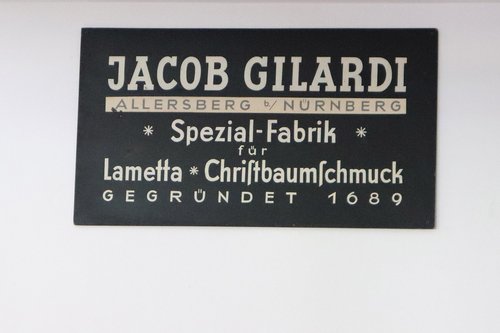 JACOB GILARDI
ALLERSBERG b/ NÜRNBERG
* Spezial-Fabrik *
für
Lametta * Chriſtbaumſchmuck
GEGRÜNDET 1689